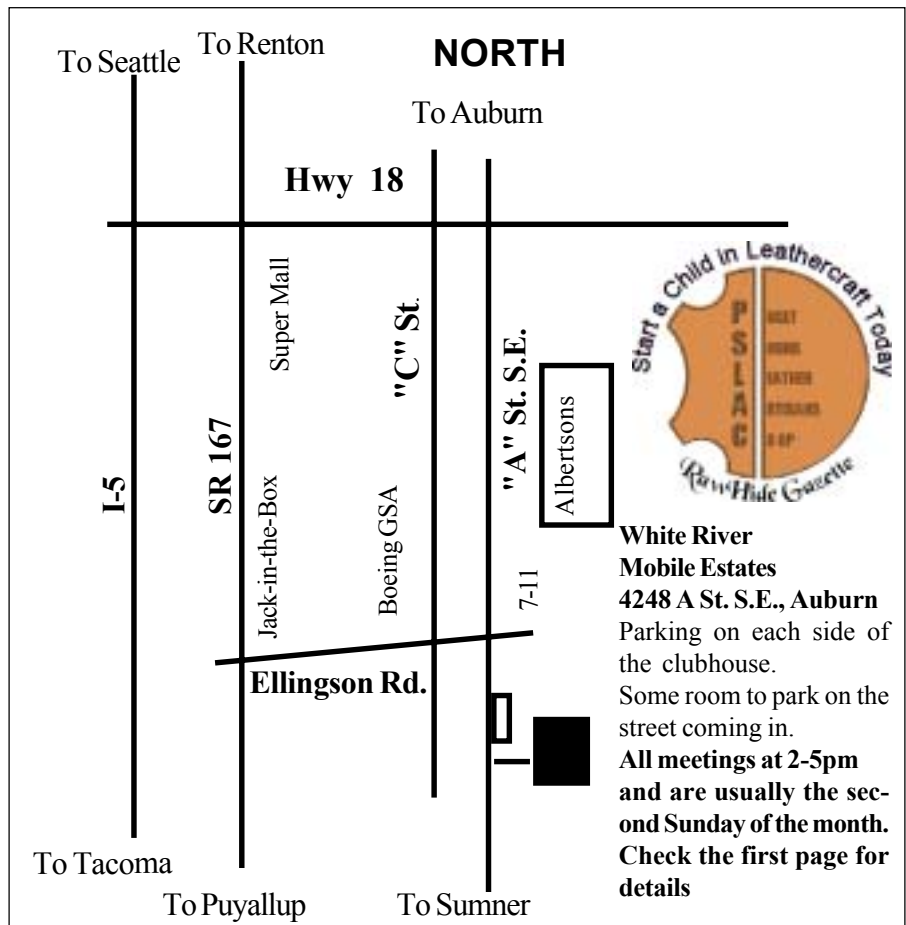 To Seattle
To Renton
NORTH
To Auburn
Hwy 18
Super Mall
"C" St.
"A" St. S.E.
Albertsons
I-5
SR 167
Jack-in-the-Box
Boeing GSA
7-11
Ellingson Rd.
To Tacoma
To Puyallup
To Sumner
Start a Child in Leathercraft Today
P
S
L
A
C
RawHide Gazette
White River
Mobile Estates
4248 A St. S.E., Auburn
Parking on each side of
the clubhouse.
Some room to park on the
street coming in.
All meetings at 2-5pm
and are usually the sec-
ond Sunday of the month.
Check the first page for
details